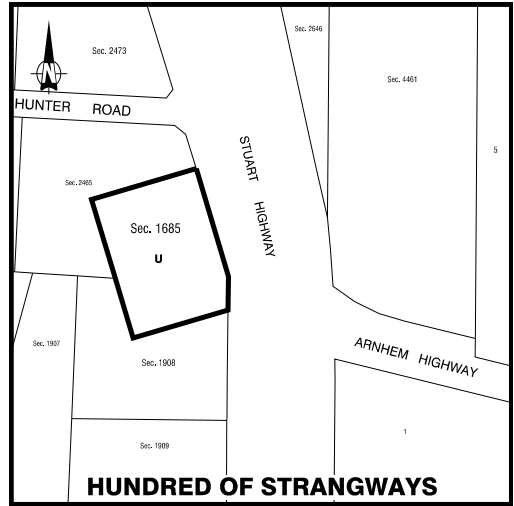 Sec. 2646
Sec. 2473
Sec. 4461
N
HUNTER ROAD
STUART HIGHWAY
5
Sec. 2465
Sec. 1685
U
Sec. 1907
Sec. 1908
ARNHEM HIGHWAY
1
Sec. 1909
HUNDRED OF STRANGWAYS